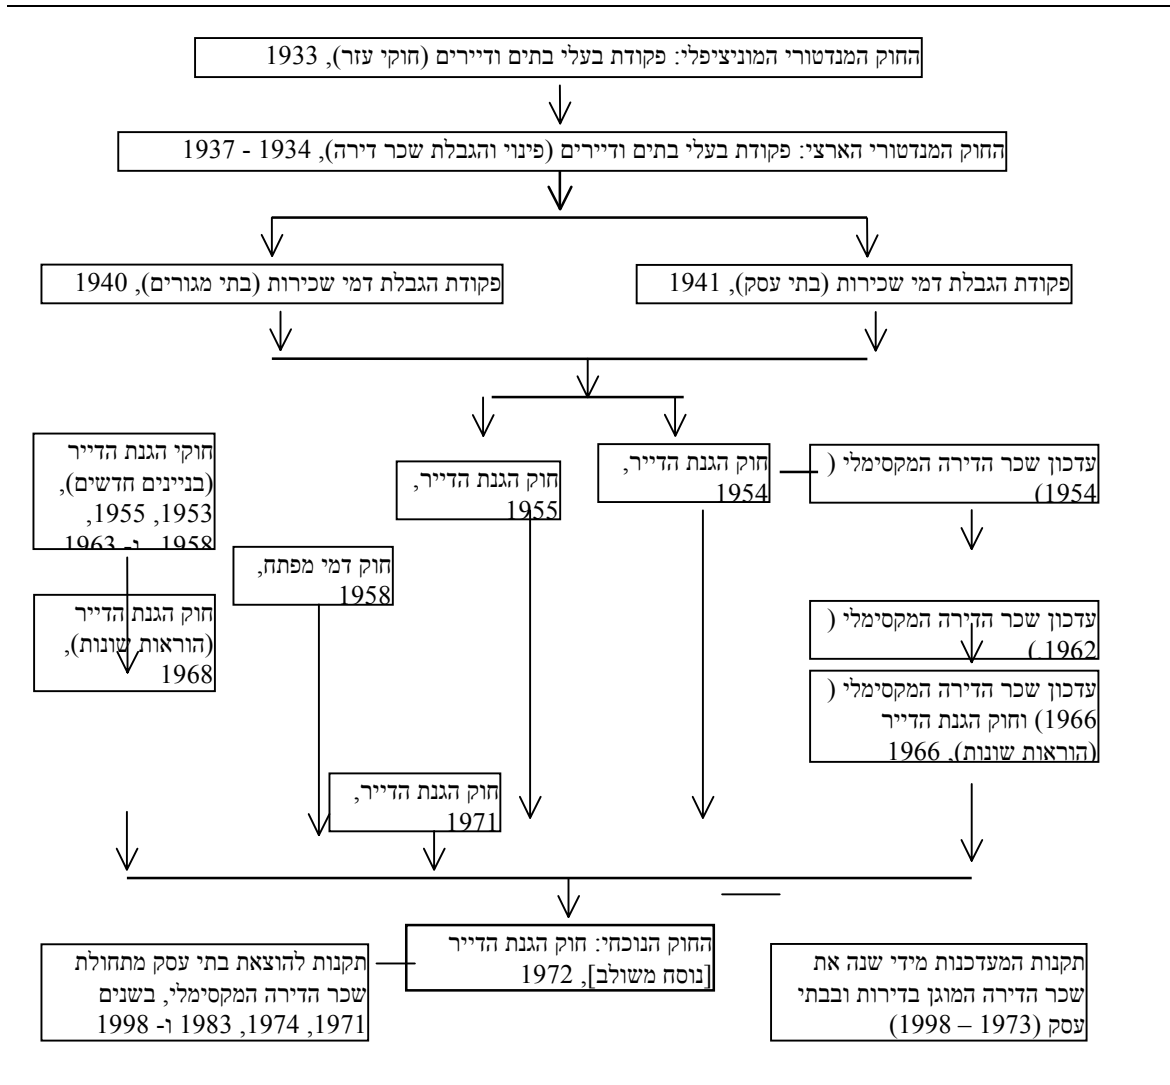 החוק המנדטורי המוניציפלי: פקודת בעלי בתים ודיירים (חוקי עזר), 1933
החוק המנדטורי הארצי: פקודת בעלי בתים ודיירים (פינוי והגבלת שכר דירה), 1934 - 1937
פקודת הגבלת דמי שכירות (בתי עסק), 1941
פקודת הגבלת דמי שכירות (בתי מגורים), 1940
עדכון שכר הדירה המקסימלי (
1954)
חוק הגנת הדייר,
1954
חוק הגנת הדייר,
1955
חוקי הגנת הדייר
(בניינים חדשים),
1953, 1955,
1958 ו- 1963
חוק דמי מפתח,
1958
עדכון שכר הדירה המקסימלי (
1962.)
חוק הגנת הדייר
(הוראות שונות),
1968
עדכון שכר הדירה המקסימלי (
1966) וחוק הגנת הדייר
(הוראות שונות), 1966
חוק הגנת הדייר,
1971
החוק הנוכחי: חוק הגנת הדייר
[נוסח משולב], 1972
תקנות המעדכנות מידי שנה את
שכר הדירה המוגן בדירות ובבתי
עסק (1973 – 1998)
תקנות להוצאת בתי עסק מתחולת
שכר הדירה המקסימלי, בשנים
1971, 1974, 1983 ו- 1998